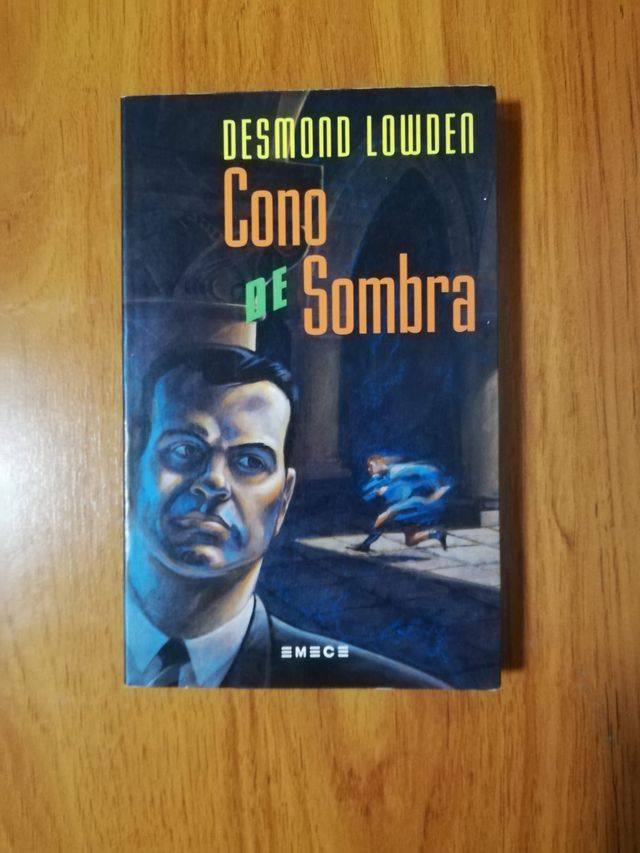 DESMOND LOWDEN
Cono
DE Sombra
EMECE